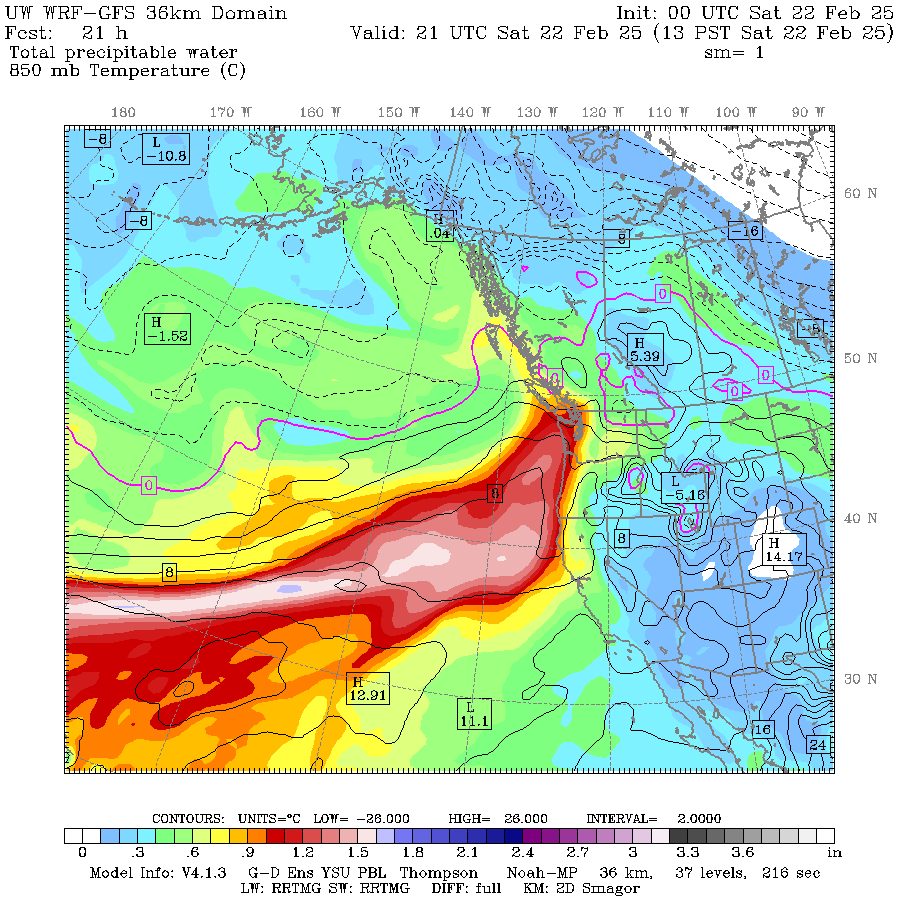 UW WRF-GFS 36km Domain Init: 00 UTC Sat 22 Feb 25
Fcst: 21 h Valid: 21 UTC Sat 22 Feb 25 (13 PST Sat 22 Feb 25)
Total precipitable water sm= 1
850 mb Temperature (C)
180 170 W 160 W 150 W 140 W 130 W 120 W 110 W 100 W 90 W
-8
L
-10.8
60 N
-8
H
.04
8
-16
0
H
-1.52
-8
H
5.39
50 N
0
0
0
0
8
L
-5.16
40 N
8
H
14.17
8
30 N
H
12.91
L
11.1
16
24
CONTOURS: UNITS=°C LOW= -26.000 HIGH= 26.000 INTERVAL= 2.0000
0 .3 .6 .9 1.2 1.5 1.8 2.1 2.4 2.7 3 3.3 3.6 in
Model Info: V4.1.3 G-D Ens YSU PBL Thompson Noah-MP 36 km, 37 levels, 216 sec
LW: RRTMG SW: RRTMG DIFF: full KM: 2D Smagor